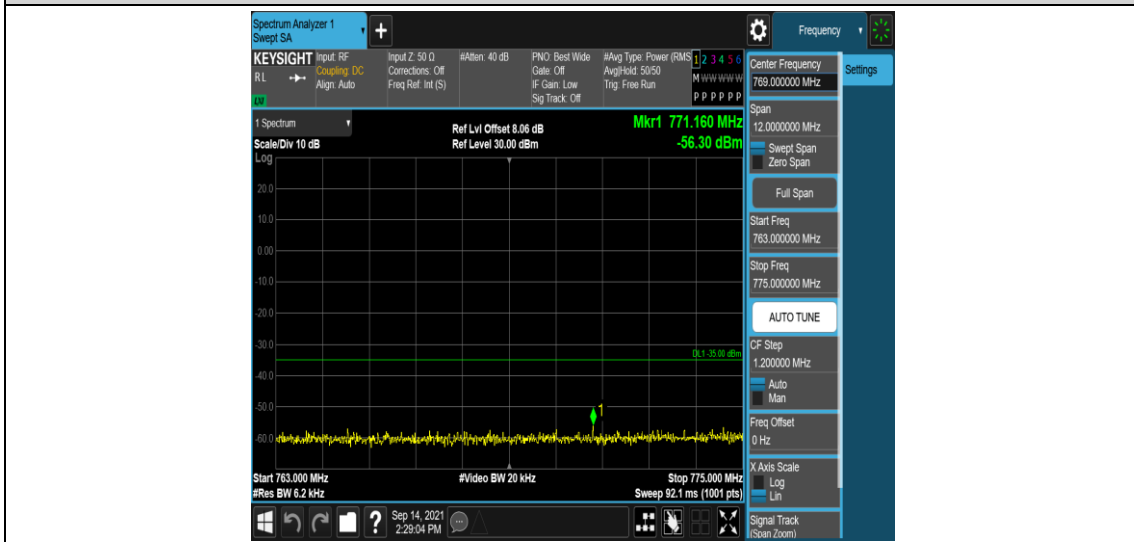 Spectrum Analyzer 1
Swept SA
+
Frequency
KEYSIGHT Input: RF Input Z: 50 Ω #Atten: 40 dB PNO: Best Wide #Avg Type: Power (RMS 1 2 3 4 5 6
RL Coupling: DC Corrections: Off Gate: Off Avg|Hold: 50/50 M W W W W W
Align: Auto Freq Ref: Int (S) IF Gain: Low Trig: Free Run
Sig Track: Off P P P P P P
LXI
1 Spectrum
Scale/Div 10 dB
Log
Ref Lvl Offset 8.06 dB
Ref Level 30.00 dBm
Mkr1 771.160 MHz
-56.30 dBm
20.0
10.0
0.00
-10.0
-20.0
-30.0
DL1 -35.00 dBm
-40.0
-50.0
1
-60.0
Start 763.000 MHz #Video BW 20 kHz Stop 775.000 MHz
#Res BW 6.2 kHz Sweep 92.1 ms (1001 pts)
?
Sep 14, 2021
2:29:04 PM
Center Frequency
769.000000 MHz
Settings
Span
12.0000000 MHz
Swept Span
Zero Span
Full Span
Start Freq
763.000000 MHz
Stop Freq
775.000000 MHz
AUTO TUNE
CF Step
1.200000 MHz
Auto
Man
Freq Offset
0 Hz
X Axis Scale
Log
Lin
Signal Track
(Span Zoom)